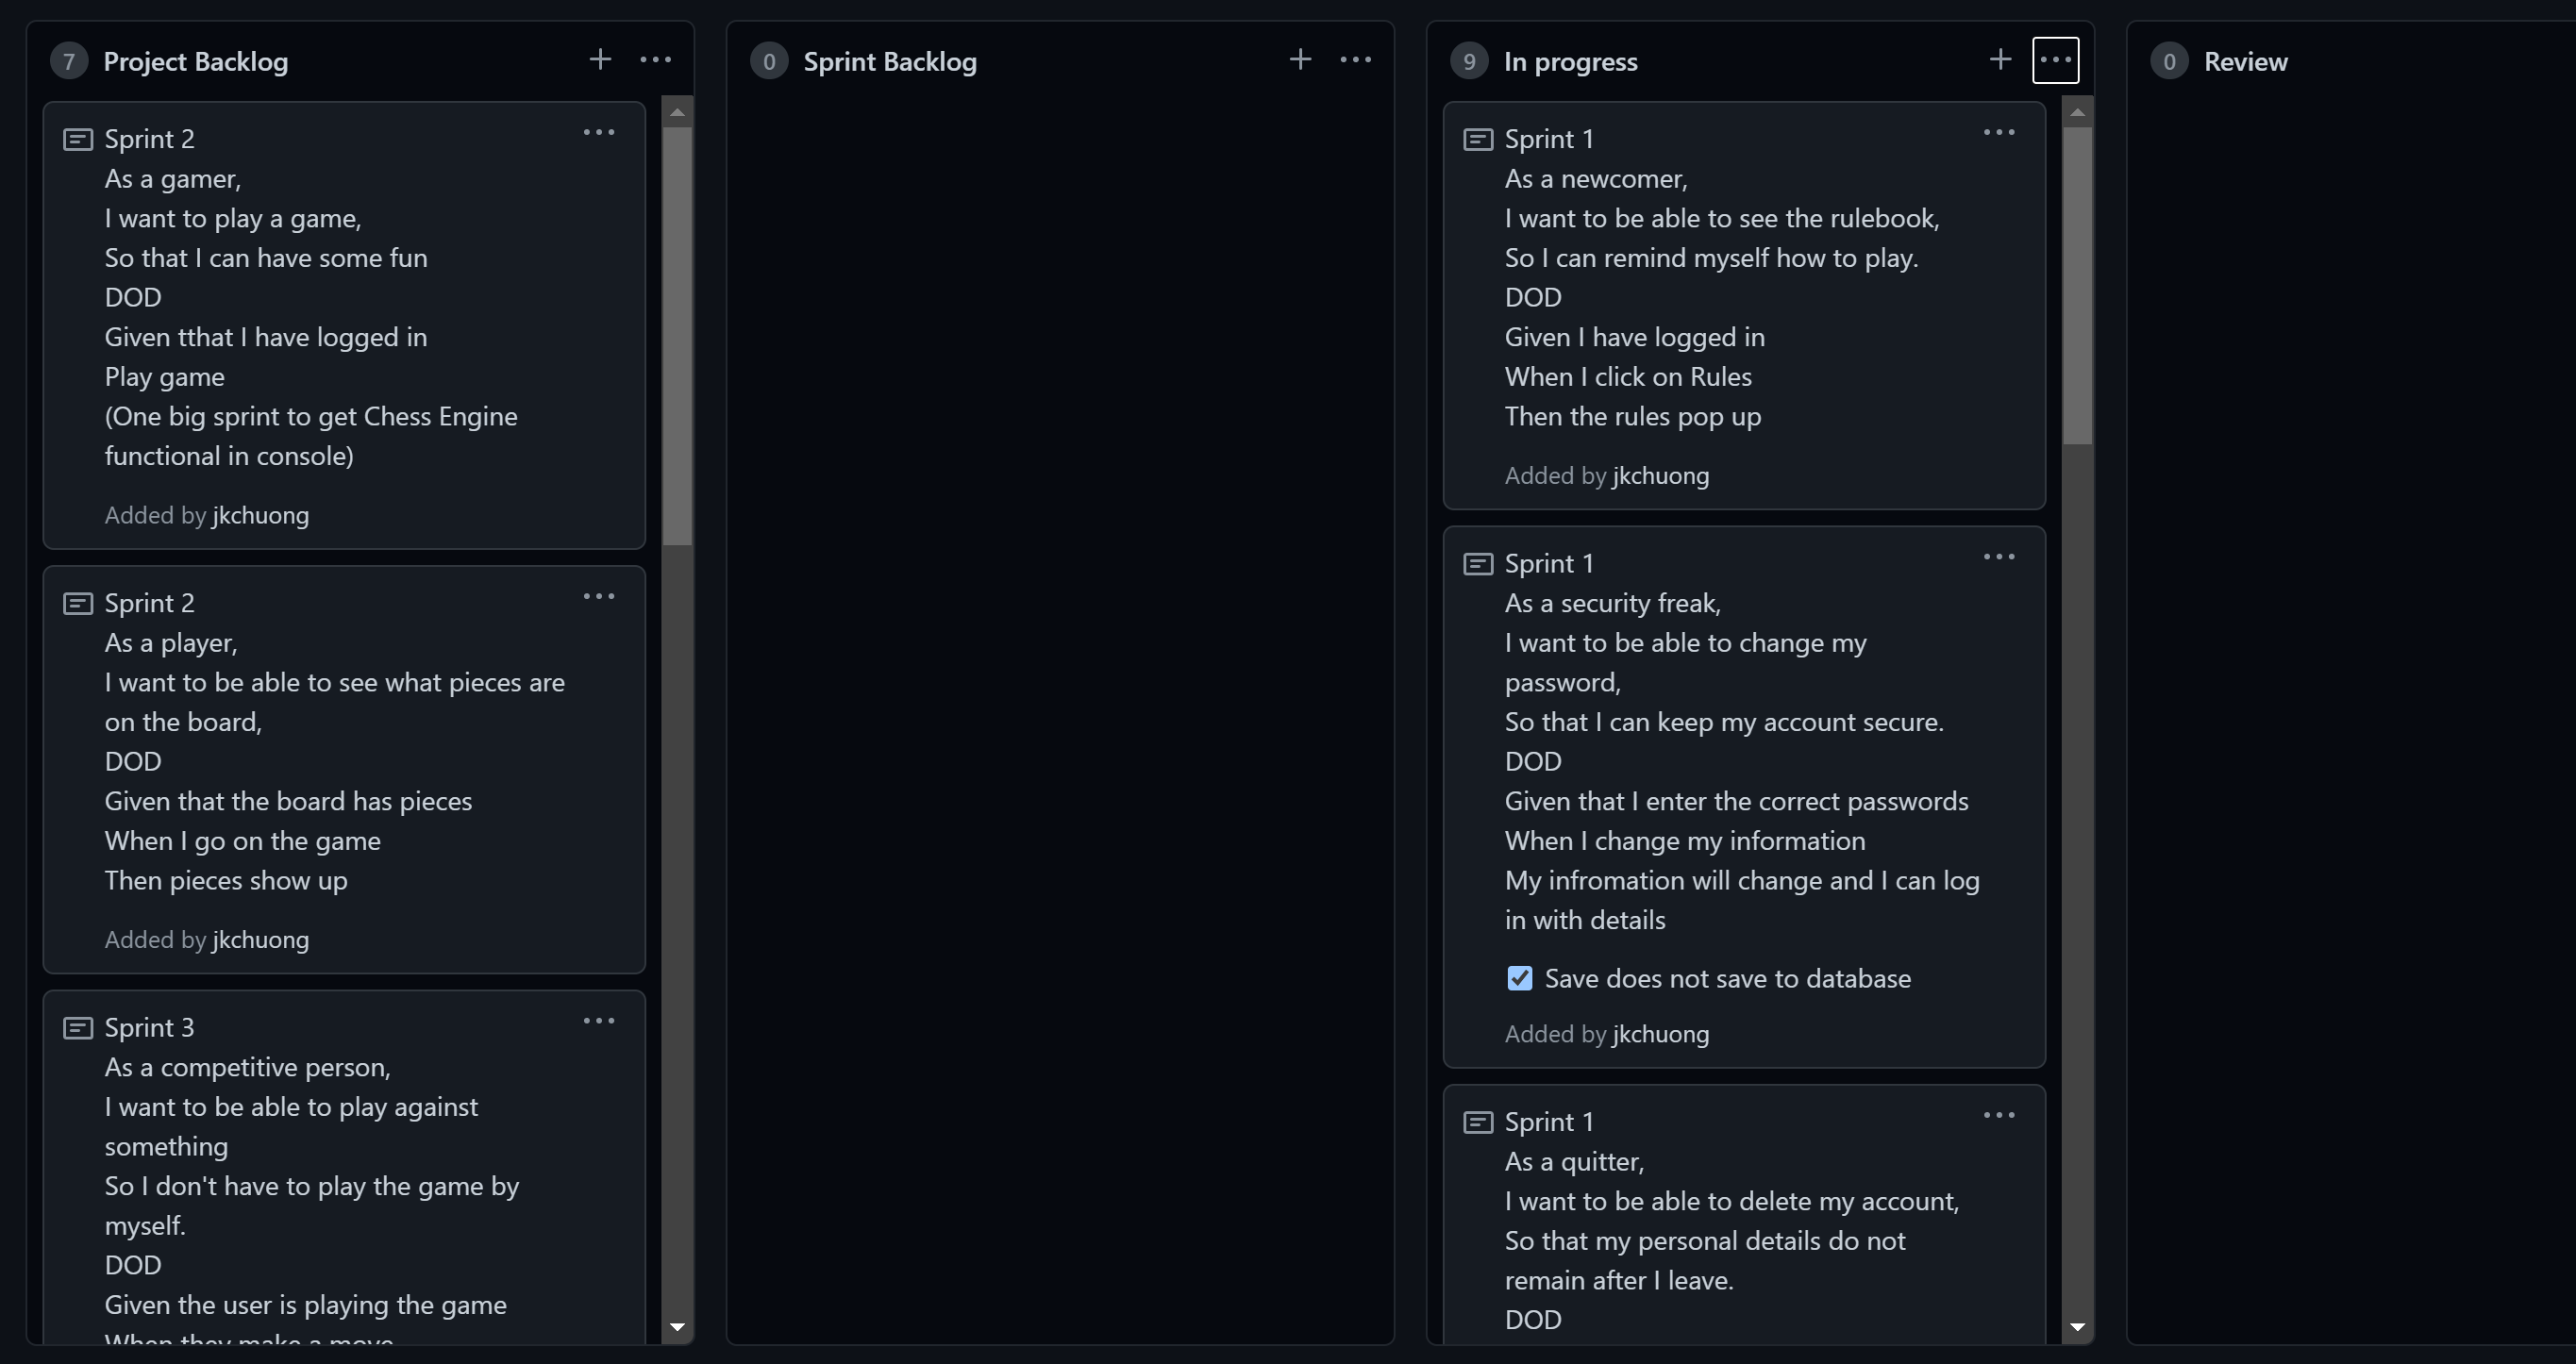 7 Project Backlog
Sprint 2
As a gamer,
I want to play a game,
So that I can have some fun
DOD
Given tthat I have logged in
Play game
(One big sprint to get Chess Engine
functional in console)
Added by jkchuong
Sprint 2
As a player,
I want to be able to see what pieces are
on the board,
DOD
Given that the board has pieces
When I go on the game
Then pieces show up
Added by jkchuong
Sprint 3
As a competitive person,
I want to be able to play against
something
So I don't have to play the game by
myself.
DOD
Given the user is playing the game
When they make a move
0 Sprint Backlog
9 In progress
Sprint 1
As a newcomer,
I want to be able to see the rulebook,
So I can remind myself how to play.
DOD
Given I have logged in
When I click on Rules
Then the rules pop up
Added by jkchuong
Sprint 1
As a security freak,
I want to be able to change my
password,
So that I can keep my account secure.
DOD
Given that I enter the correct passwords
When I change my information
My infromation will change and I can log
in with details
Save does not save to database
Added by jkchuong
Sprint 1
As a quitter,
I want to be able to delete my account,
So that my personal details do not
remain after I leave.
DOD
0 Review